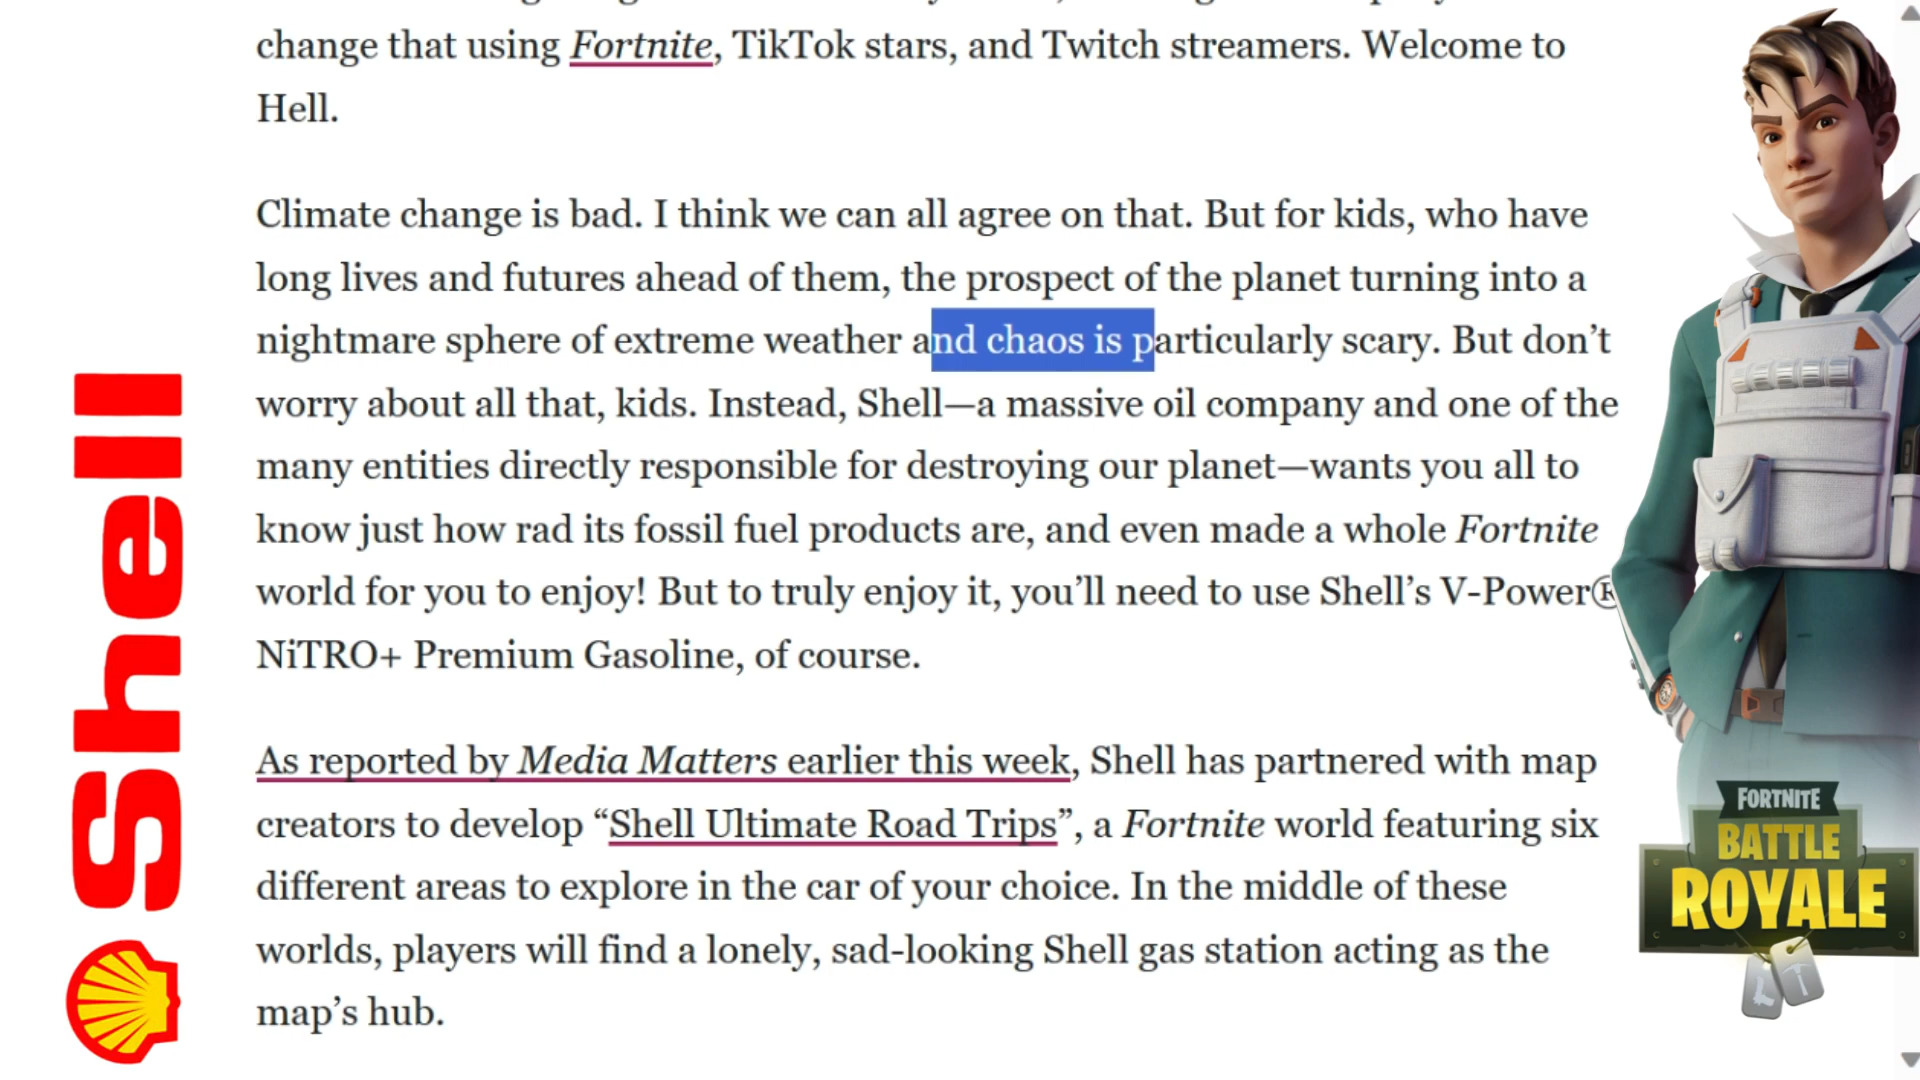 change that using Fortnite, TikTok stars, and Twitch streamers. Welcome to
Hell.
Climate change is bad. I think we can all agree on that. But for kids, who have
long lives and futures ahead of them, the prospect of the planet turning into a
nightmare sphere of extreme weather and chaos is particularly scary. But don’t
worry about all that, kids. Instead, Shell—a massive oil company and one of the
many entities directly responsible for destroying our planet—wants you all to
know just how rad its fossil fuel products are, and even made a whole Fortnite
world for you to enjoy! But to truly enjoy it, you’ll need to use Shell’s V-Power®
NiTRO+ Premium Gasoline, of course.
As reported by Media Matters earlier this week, Shell has partnered with map
creators to develop “Shell Ultimate Road Trips”, a Fortnite world featuring six
different areas to explore in the car of your choice. In the middle of these
worlds, players will find a lonely, sad-looking Shell gas station acting as the
map’s hub.
Shell
FORTNITE
BATTLE
ROYALE